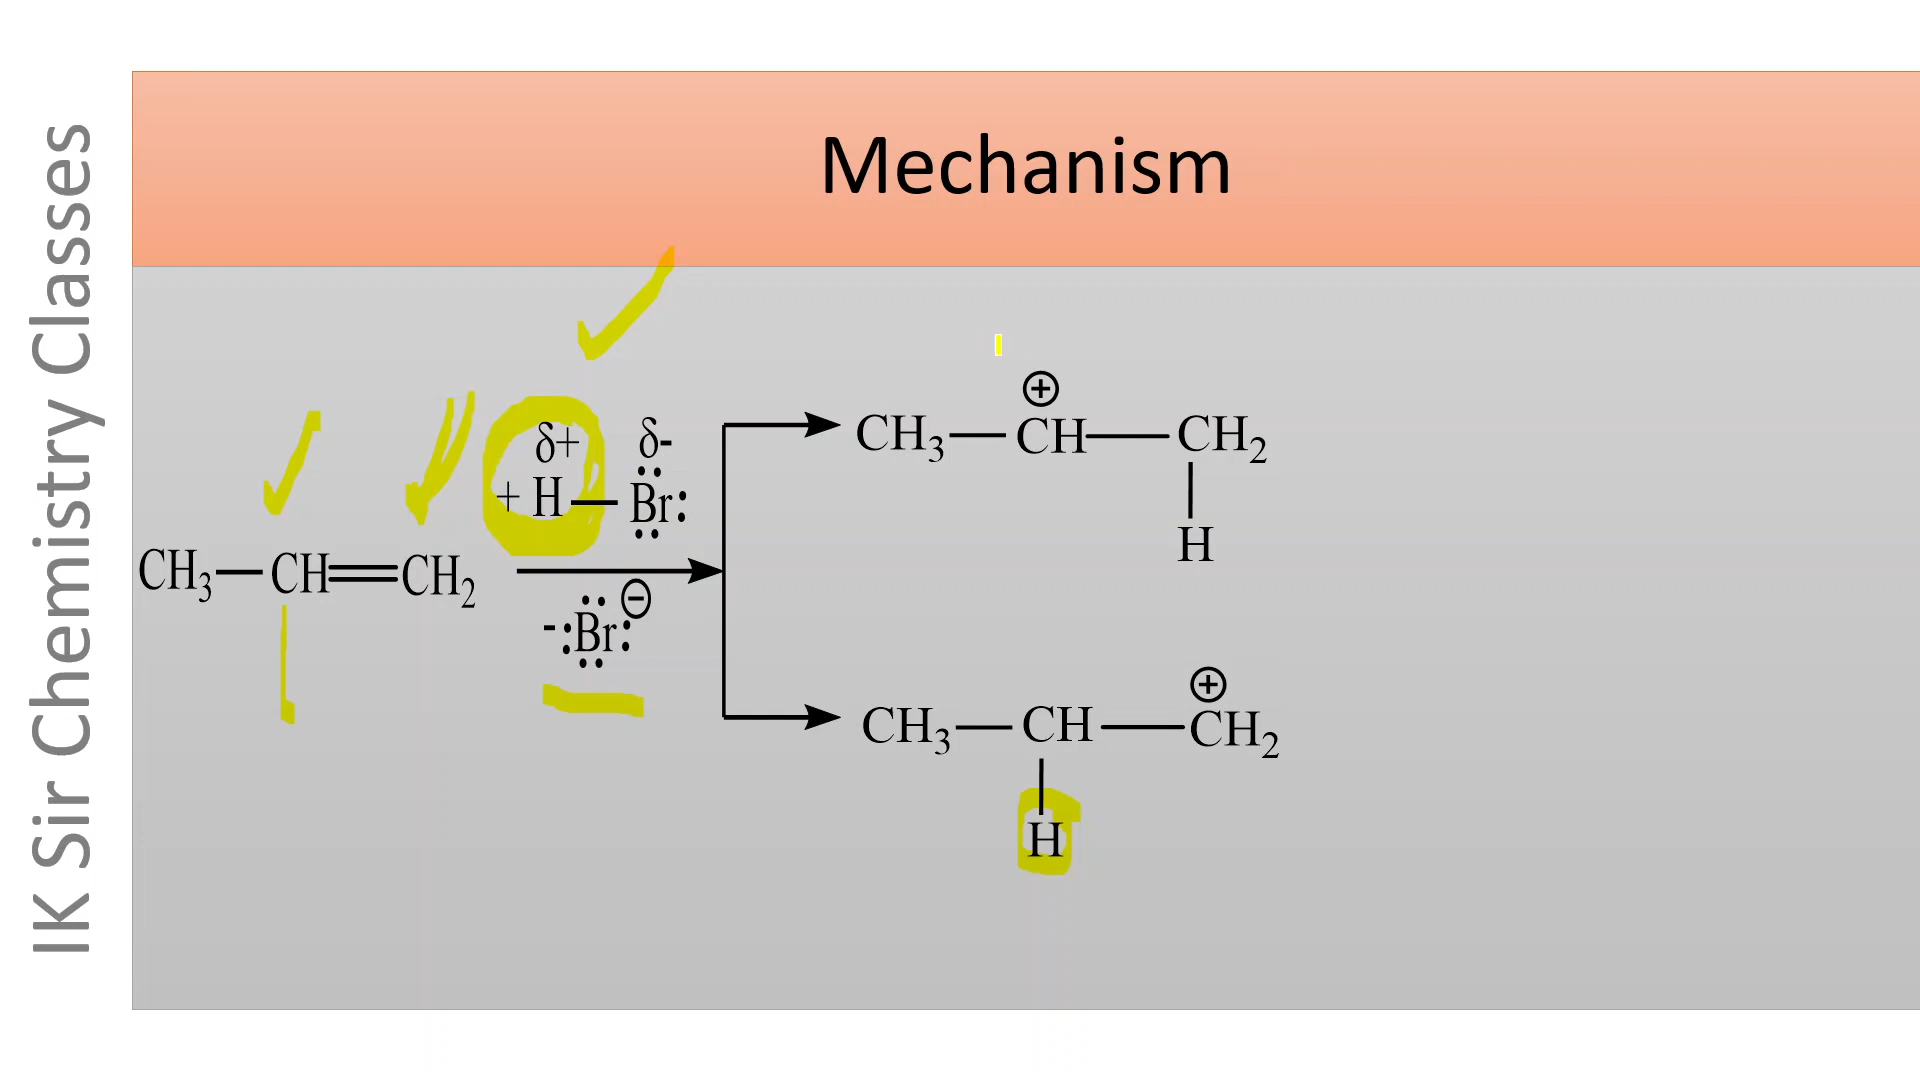 IK Sir Chemistry Classes
Mechanism
δ+ δ-
+ H—Br:
CH₃—CH=CH₂
- :Br: ⊖
⊕
CH₃—CH—CH₂
H
⊕
CH₃—CH—CH₂
H